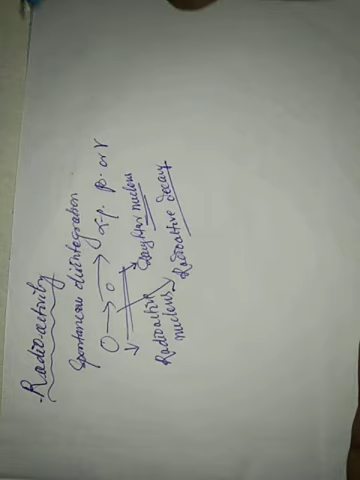 Radioactivity
Spontaneous disintegration
O → o → α-p. β- or γ
Radioactive nucleus
Daughter nucleus
Radioactive decay